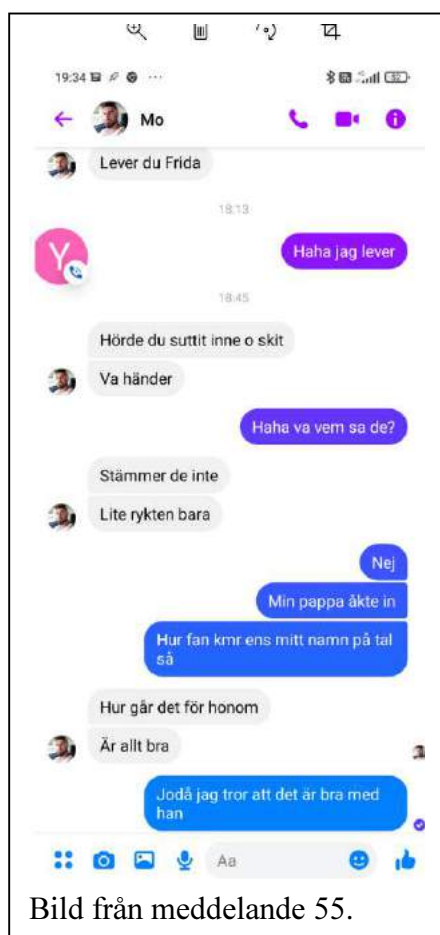 19:34
52
Mo
Lever du Frida
18:13
Y
Haha jag lever
18:45
Hörde du suttit inne o skit
Va händer
Haha va vem sa de?
Stämmer de inte
Lite rykten bara
Nej
Min pappa åkte in
Hur fan kmr ens mitt namn på tal
så
Hur går det för honom
Är allt bra
Jodå jag tror att det är bra med
han
Aa
Bild från meddelande 55.